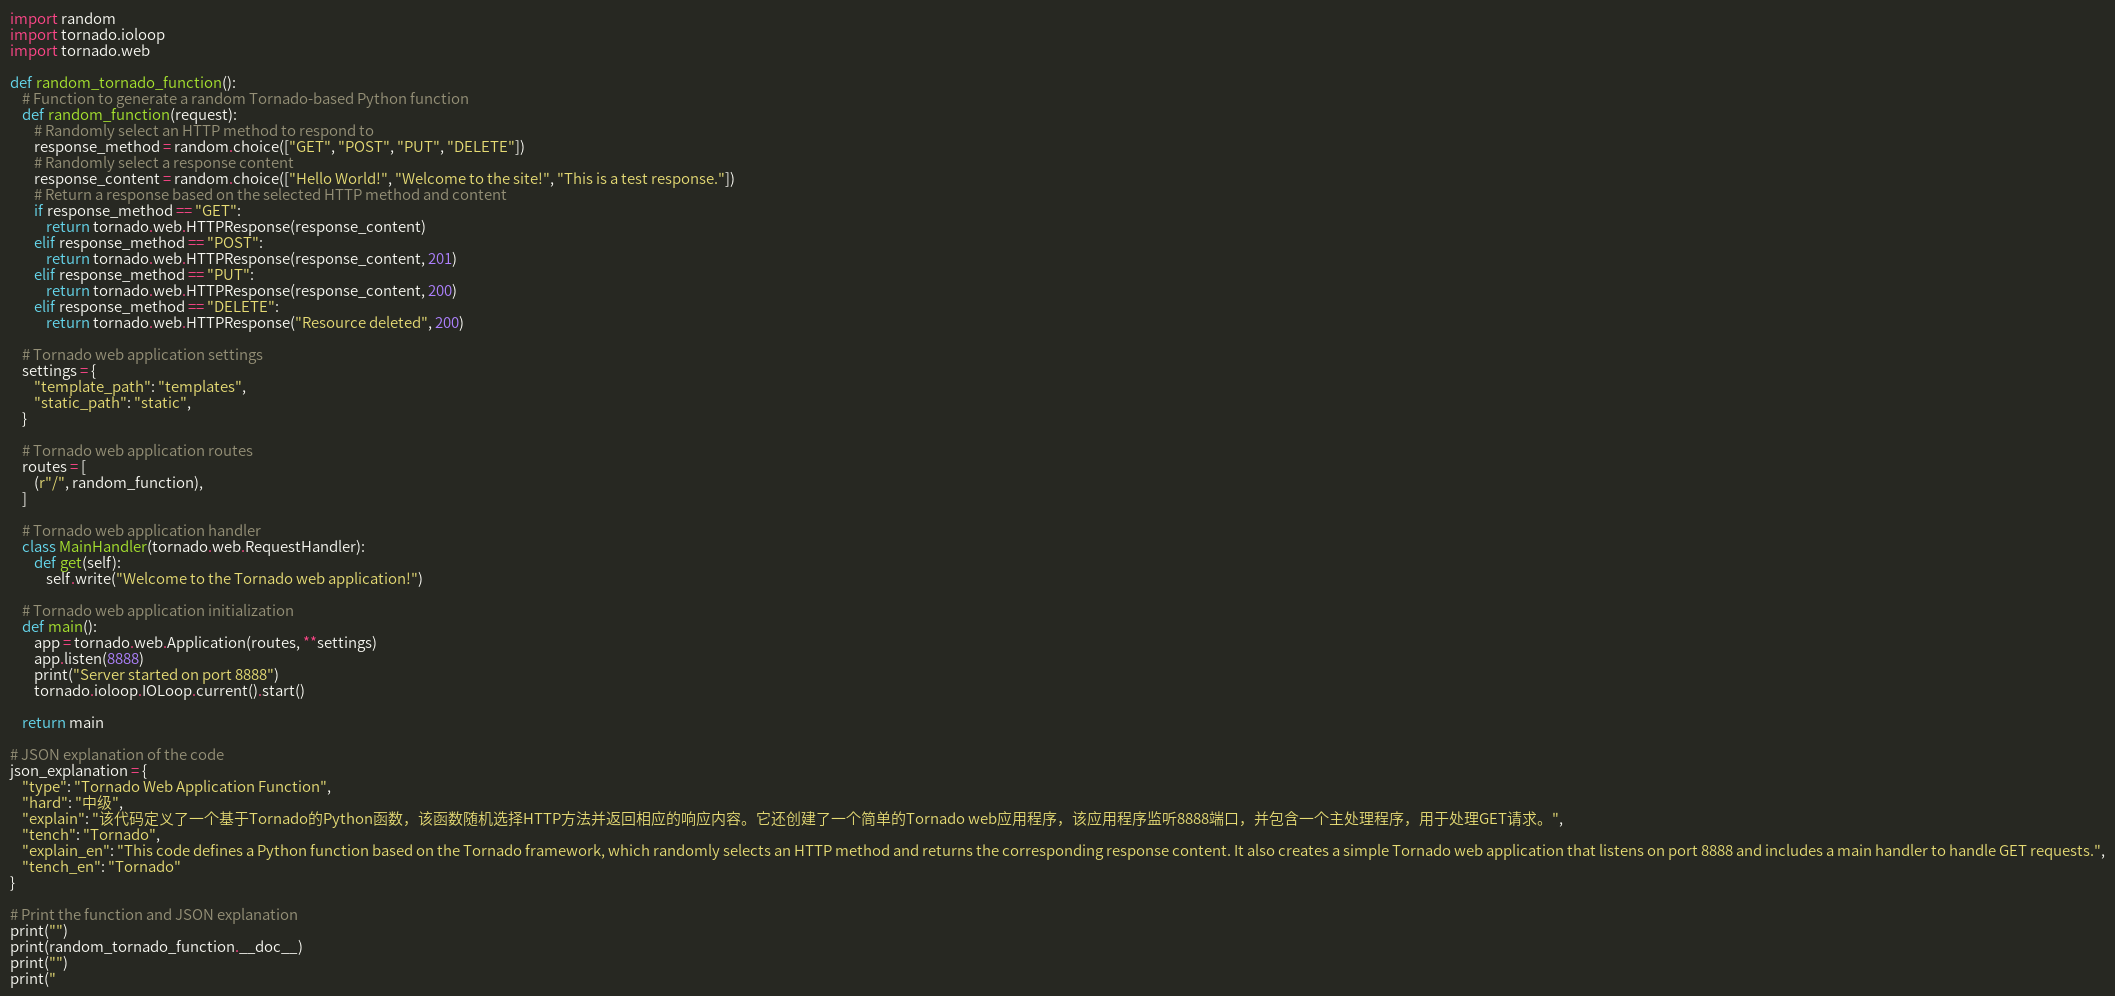 import random
import tornado.ioloop
import tornado.web

def random_tornado_function():
    # Function to generate a random Tornado-based Python function
    def random_function(request):
        # Randomly select an HTTP method to respond to
        response_method = random.choice(["GET", "POST", "PUT", "DELETE"])
        # Randomly select a response content
        response_content = random.choice(["Hello World!", "Welcome to the site!", "This is a test response."])
        # Return a response based on the selected HTTP method and content
        if response_method == "GET":
            return tornado.web.HTTPResponse(response_content)
        elif response_method == "POST":
            return tornado.web.HTTPResponse(response_content, 201)
        elif response_method == "PUT":
            return tornado.web.HTTPResponse(response_content, 200)
        elif response_method == "DELETE":
            return tornado.web.HTTPResponse("Resource deleted", 200)

    # Tornado web application settings
    settings = {
        "template_path": "templates",
        "static_path": "static",
    }

    # Tornado web application routes
    routes = [
        (r"/", random_function),
    ]

    # Tornado web application handler
    class MainHandler(tornado.web.RequestHandler):
        def get(self):
            self.write("Welcome to the Tornado web application!")

    # Tornado web application initialization
    def main():
        app = tornado.web.Application(routes, **settings)
        app.listen(8888)
        print("Server started on port 8888")
        tornado.ioloop.IOLoop.current().start()

    return main

# JSON explanation of the code
json_explanation = {
    "type": "Tornado Web Application Function",
    "hard": "中级",
    "explain": "该代码定义了一个基于Tornado的Python函数，该函数随机选择HTTP方法并返回相应的响应内容。它还创建了一个简单的Tornado web应用程序，该应用程序监听8888端口，并包含一个主处理程序，用于处理GET请求。",
    "tench": "Tornado",
    "explain_en": "This code defines a Python function based on the Tornado framework, which randomly selects an HTTP method and returns the corresponding response content. It also creates a simple Tornado web application that listens on port 8888 and includes a main handler to handle GET requests.",
    "tench_en": "Tornado"
}

# Print the function and JSON explanation
print("")
print(random_tornado_function.__doc__)
print("")
print("